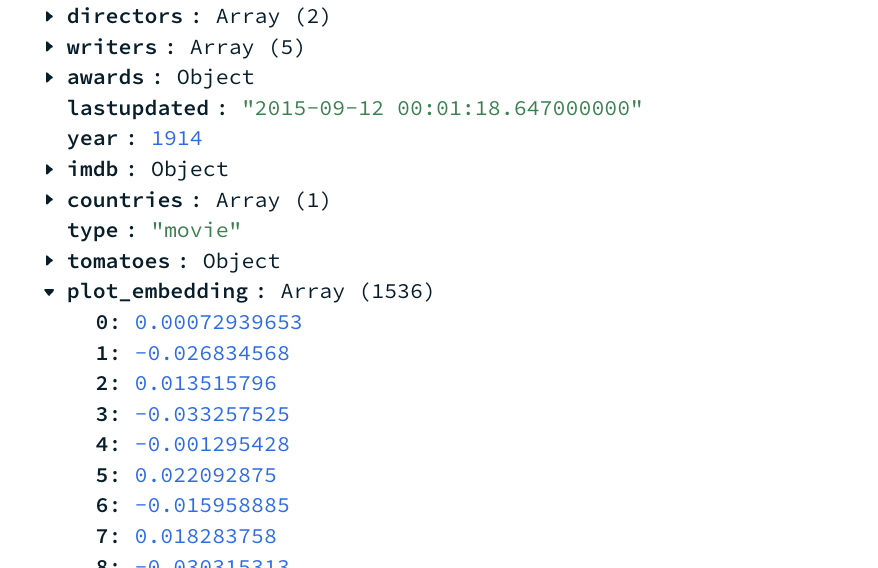 directors : Array (2)
writers : Array (5)
awards : Object
lastupdated : "2015-09-12 00:01:18.647000000"
year : 1914
imdb : Object
countries : Array (1)
type : "movie"
tomatoes : Object
plot_embedding : Array (1536)
0: 0.00072939653
1: -0.026834568
2: 0.013515796
3: -0.033257525
4: -0.001295428
5: 0.022092875
6: -0.015958885
7: 0.018283758
8: -0.030315313